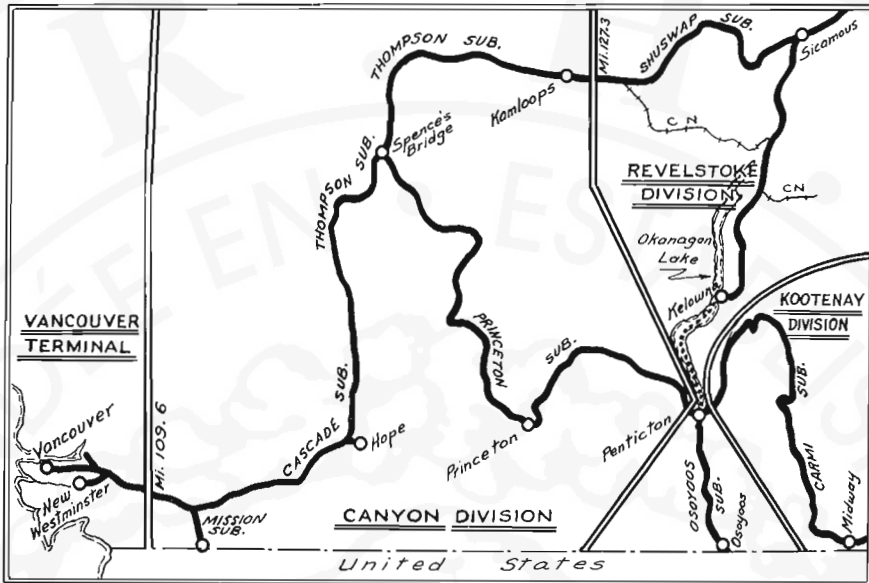 THOMPSON SUB.
Mi. 127.3
SHUSWAP SUB.
Sicamous
Kamloops
C N
THOMPSON SUB.
Spence's
Bridge
REVELSTOKE
DIVISION
CN
Okanagan
Lake
Kelowna
KOOTENAY
DIVISION
VANCOUVER
TERMINAL
PRINCETON SUB.
CASCADE SUB.
Hope
Princeton
Penticton
CARMI SUB.
Vancouver
Mi. 109.6
New
Westminster
MISSION
SUB.
CANYON DIVISION
OSOYOOS
SUB.
Osoyoos
Midway
United States